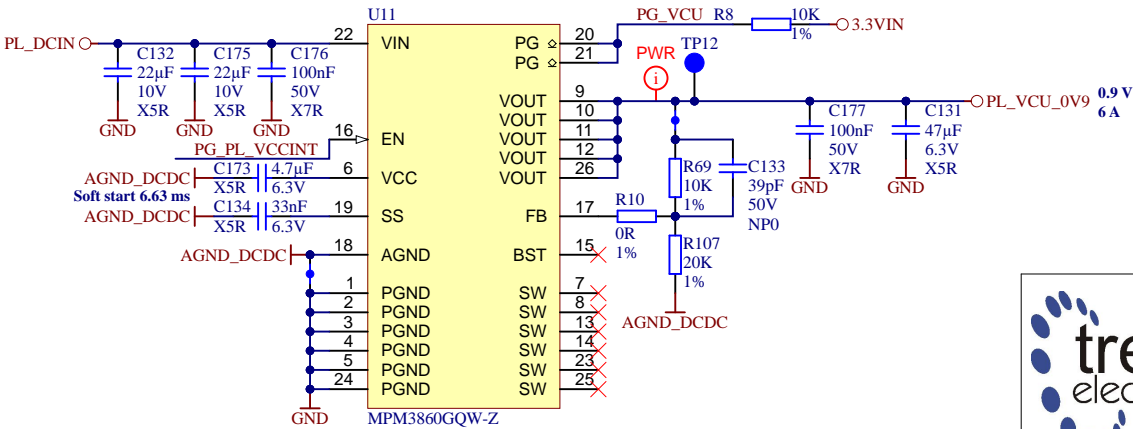 U11
PL_DCIN
22
VIN
C132
22µF
10V
X5R
GND
C175
22µF
10V
X5R
GND
C176
100nF
50V
X7R
GND
16
EN
PG_PL_VCCINT
AGND_DCDC
C173
4.7µF
X5R
6.3V
6
VCC
Soft start 6.63 ms
AGND_DCDC
C134
33nF
X5R
6.3V
19
SS
AGND_DCDC
18
AGND
1
PGND
2
PGND
3
PGND
4
PGND
5
PGND
24
PGND
GND
MPM3860GQW-Z
PG
20
PG
21
PG_VCU
R8
10K
1%
3.3VIN
VOUT
9
VOUT
10
VOUT
11
VOUT
12
VOUT
26
PWR
i
TP12
PL_VCU_0V9
0.9 V
6 A
C177
100nF
50V
X7R
GND
C131
47µF
6.3V
X5R
GND
R69
10K
1%
C133
39pF
50V
NP0
FB
17
R10
0R
1%
R107
20K
1%
AGND_DCDC
BST
15
SW
7
SW
8
SW
13
SW
14
SW
23
SW
25
tre
elec